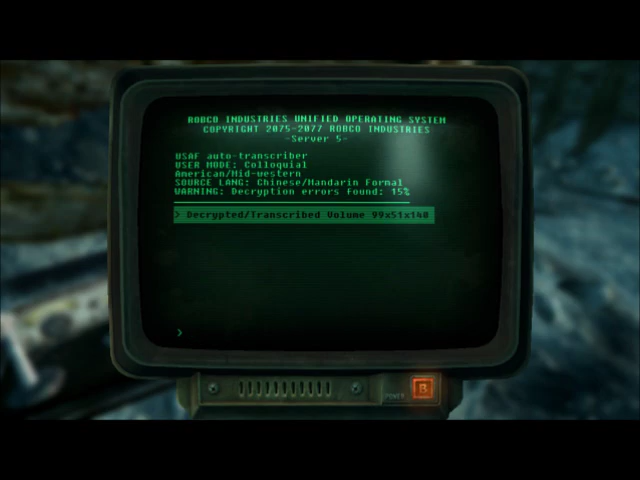 ROBCO INDUSTRIES UNIFIED OPERATING SYSTEM
COPYRIGHT 2075-2077 ROBCO INDUSTRIES
-Server 5-
USAF auto-transcriber
USER MODE: Colloquial
American/Mid-western
SOURCE LANG: Chinese/Mandarin Formal
WARNING: Decryption errors found: 15%
> Decrypted/Transcribed Volume 99x51x140
>
POWER